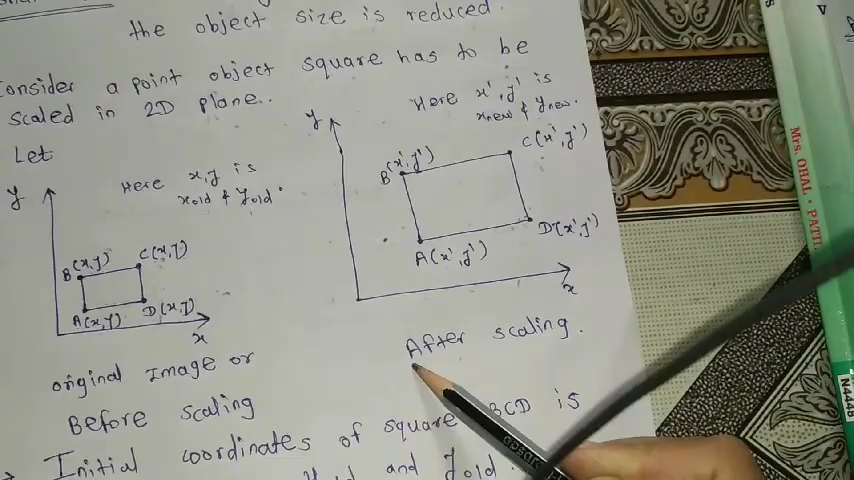 the object size is reduced.
Consider a point object square has to be
scaled in 2D plane..
Let
Here x,y is
xold & yold.
y
B(x,y)
C(x,y)
A(x,y)
D(x,y)
x
original Image or
Before scaling
Here x',y' is
xnew & ynew.
y
B(x',y')
C(x',y')
A(x',y')
D(x',y')
x
After scaling.
Initial coordinates of square ABCD is
and yold.
Mrs. OHAL
PATI
N4448